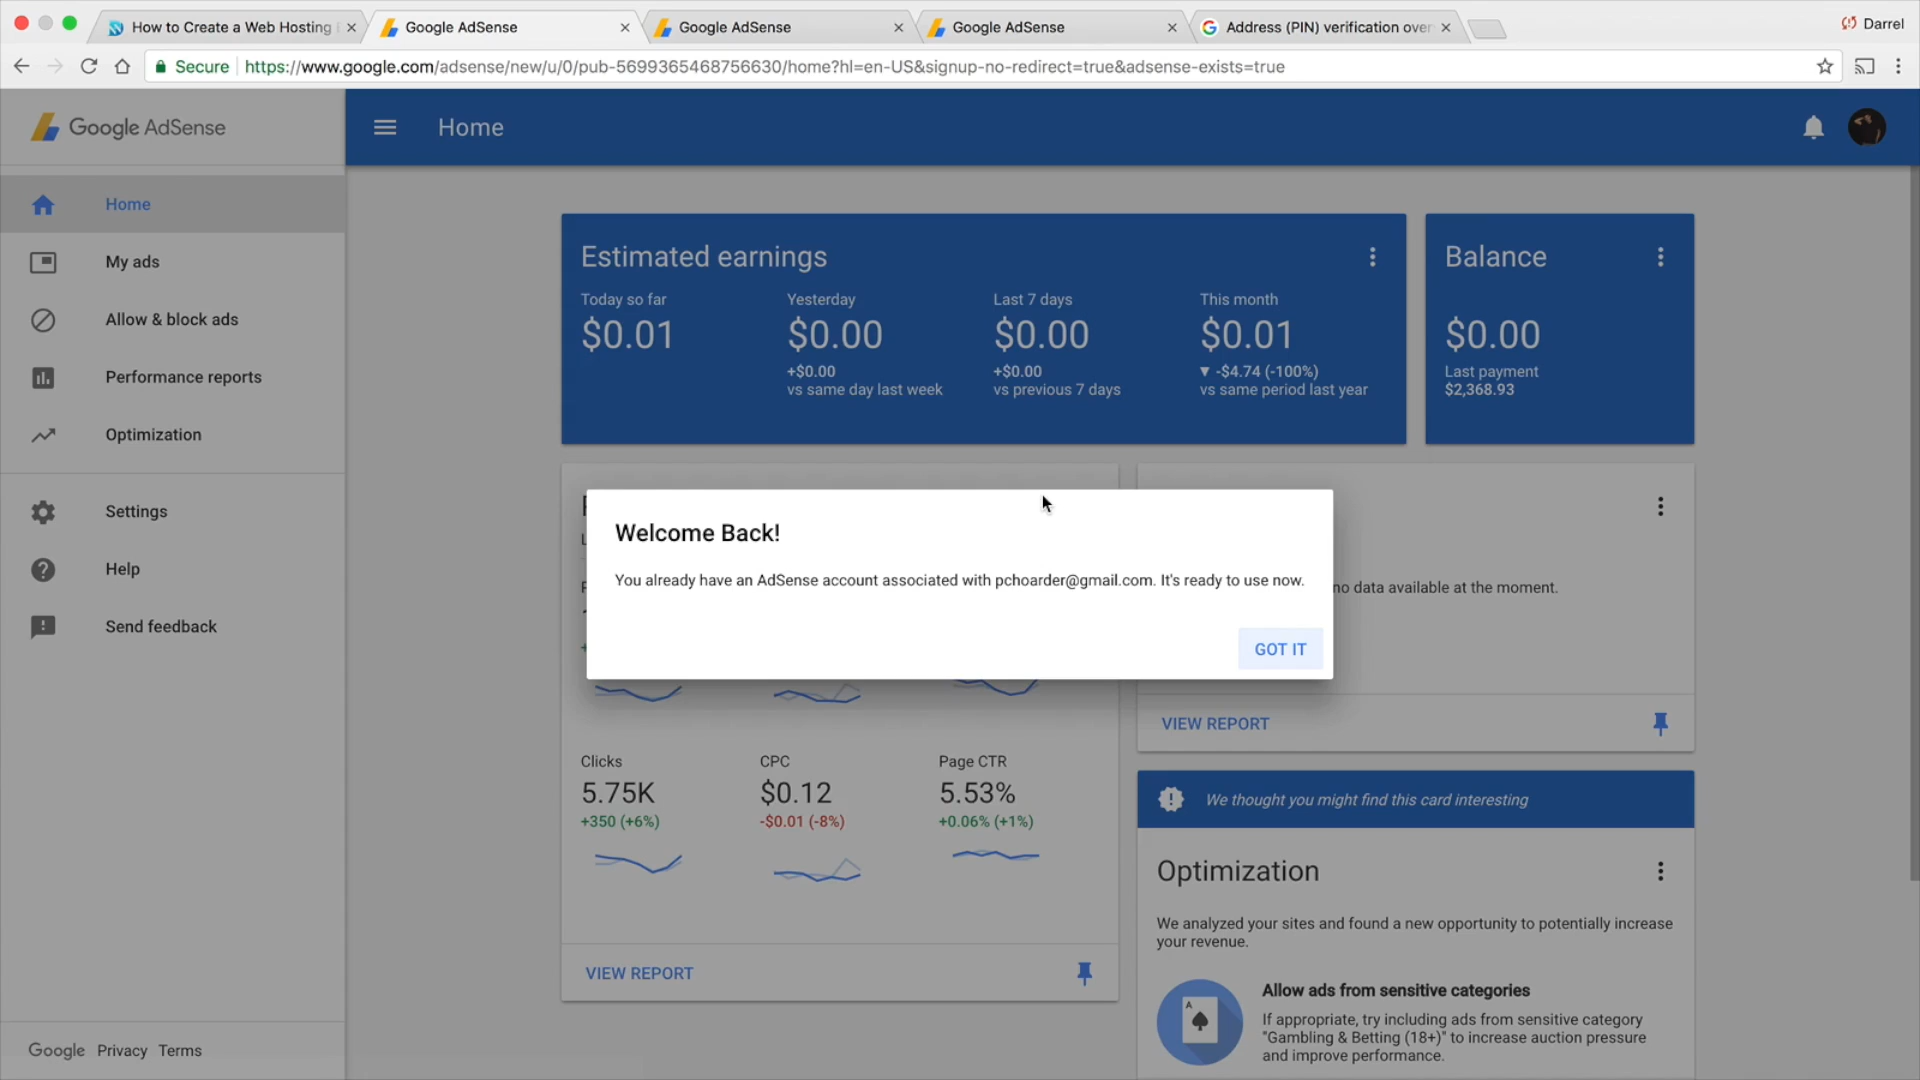 How to Create a Web Hosting
Google AdSense
Google AdSense
Google AdSense
Address (PIN) verification over
Darrel
Secure
https://www.google.com/adsense/new/u/0/pub-5699365468756630/home?hl=en-US&signup-no-redirect=true&adsense-exists=true
Google AdSense
Home
Home
My ads
Allow & block ads
Performance reports
Optimization
Settings
Help
Send feedback
Google Privacy Terms
Estimated earnings
Today so far
$0.01
Yesterday
$0.00
+$0.00
vs same day last week
Last 7 days
$0.00
+$0.00
vs previous 7 days
This month
$0.01
▼ -$4.74 (-100%)
vs same period last year
Balance
$0.00
Last payment
$2,368.93
Welcome Back!
You already have an AdSense account associated with pchoarder@gmail.com. It's ready to use now.
GOT IT
no data available at the moment.
VIEW REPORT
Clicks
5.75K
+350 (+6%)
CPC
$0.12
-$0.01 (-8%)
Page CTR
5.53%
+0.06% (+1%)
VIEW REPORT
We thought you might find this card interesting
Optimization
We analyzed your sites and found a new opportunity to potentially increase
your revenue.
A
Allow ads from sensitive categories
If appropriate, try including ads from sensitive category
"Gambling & Betting (18+)" to increase auction pressure
and improve performance.